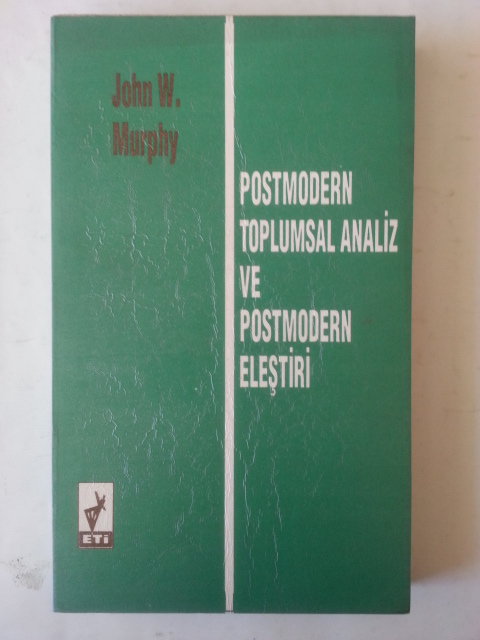 John W.
Murphy
POSTMODERN
TOPLUMSAL ANALİZ
VE
POSTMODERN
ELEŞTİRİ
ETİ